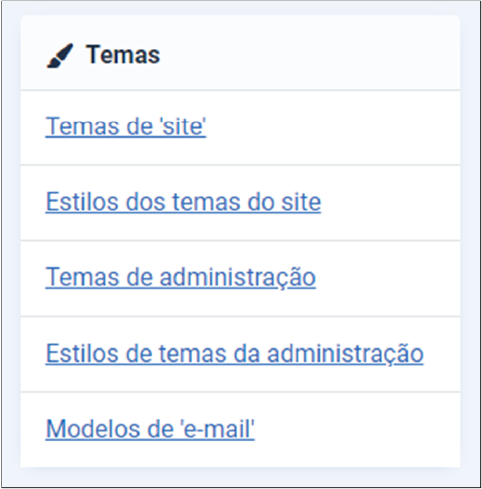 Temas
Temas de 'site'
Estilos dos temas do site
Temas de administração
Estilos de temas da administração
Modelos de 'e-mail'